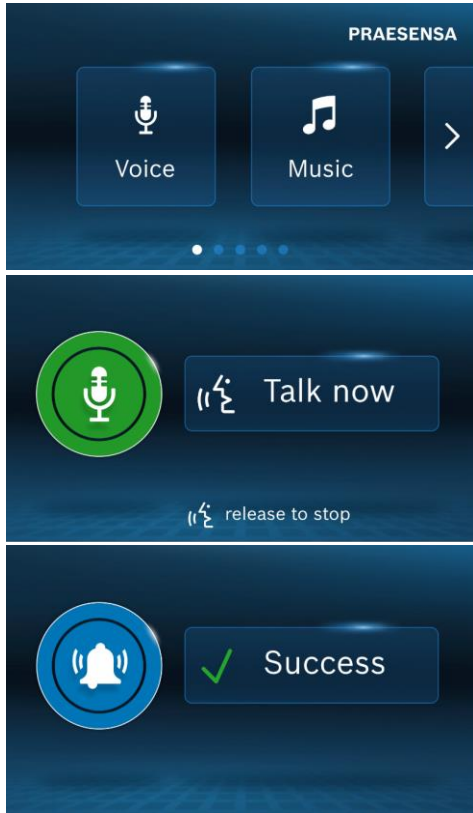 PRAESENSA
Voice
Music
Talk now
release to stop
Success